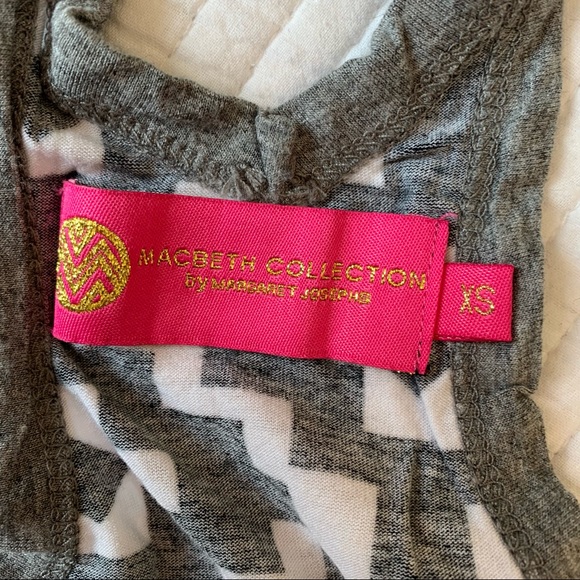 MACBETH COLLECTION
by MARGARET JOSEPHS
XS